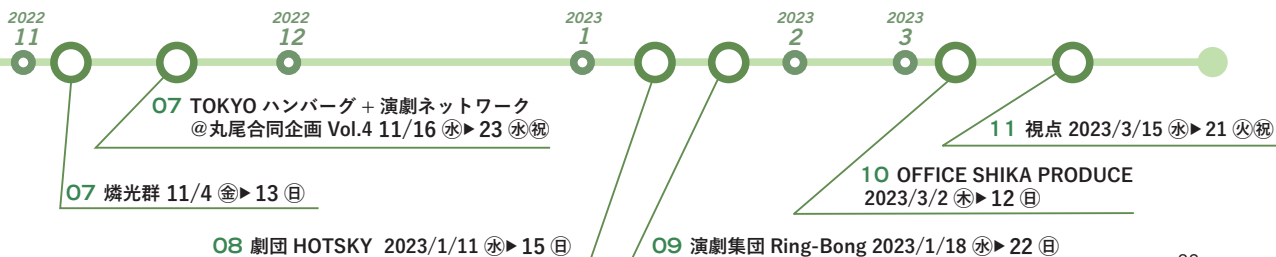 2022
11
2022
12
2023
1
2023
2
2023
3
07 TOKYO ハンバーグ + 演劇ネットワーク
@丸尾合同企画 Vol.4 11/16 ㊌▶ 23 ㊌㊗
11 視点 2023/3/15 ㊌▶ 21 ㊋㊗
10 OFFICE SHIKA PRODUCE
2023/3/2 ㊍▶ 12 ㊐
07 燐光群 11/4 ㊎▶ 13 ㊐
08 劇団 HOTSKY 2023/1/11 ㊌▶ 15 ㊐
09 演劇集団 Ring-Bong 2023/1/18 ㊌▶ 22 ㊐